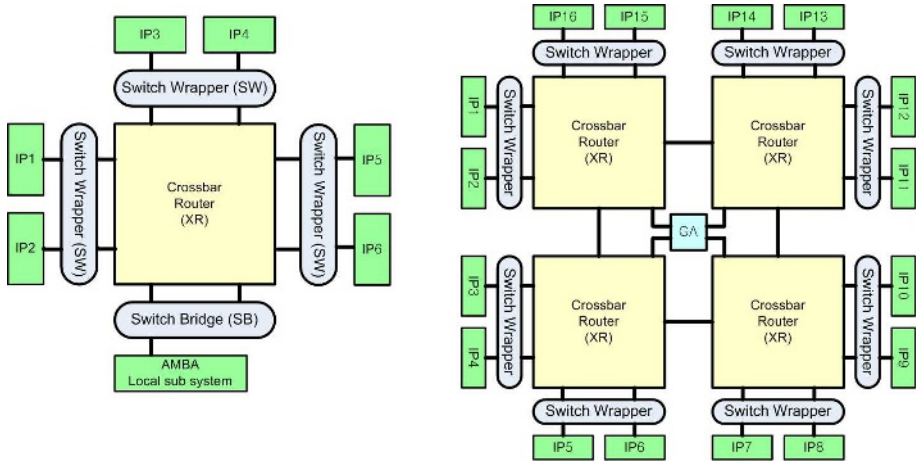 IP3
IP4
Switch Wrapper (SW)
IP1
IP2
Switch Wrapper (SW)
Crossbar
Router
(XR)
Switch Wrapper (SW)
IP5
IP6
Switch Bridge (SB)
AMBA
Local sub system
IP16
IP15
IP14
IP13
Switch Wrapper
Switch Wrapper
IP1
IP2
Switch Wrapper
Crossbar
Router
(XR)
Crossbar
Router
(XR)
Switch Wrapper
IP12
IP11
GA
IP3
IP4
Switch Wrapper
Crossbar
Router
(XR)
Crossbar
Router
(XR)
Switch Wrapper
IP10
IP9
Switch Wrapper
Switch Wrapper
IP5
IP6
IP7
IP8